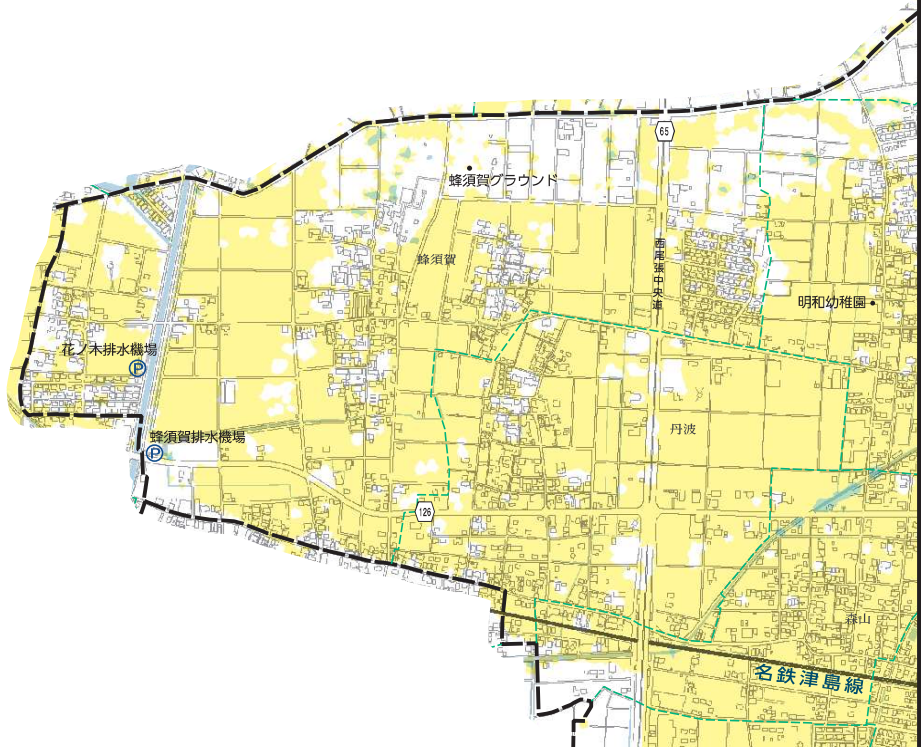 65
蜂須賀グラウンド
蜂須賀
西尾張中央道
明和幼稚園
花ノ木排水機場
P
丹波
蜂須賀排水機場
P
126
森山
名鉄津島線